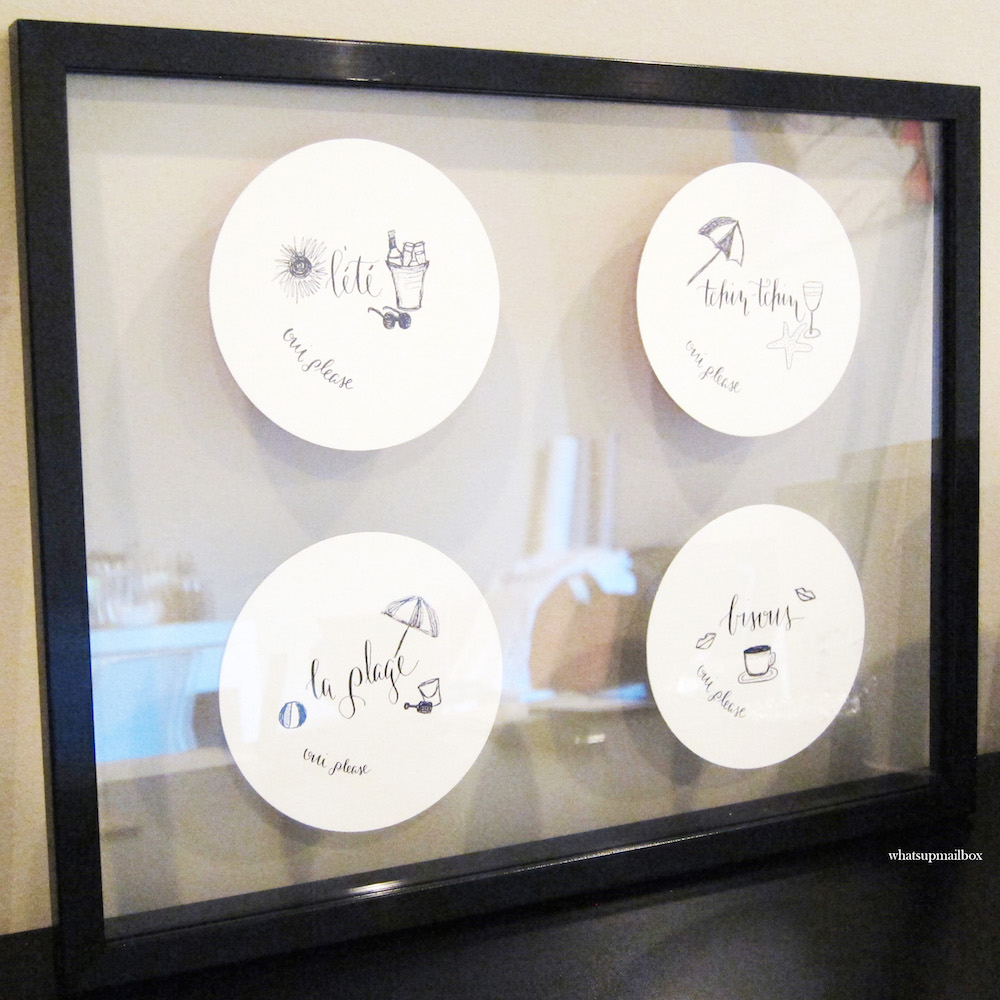 l'été
oui please
tchin tchin
oui please
la plage
oui please
bisous
oui please
whatsupmailbox